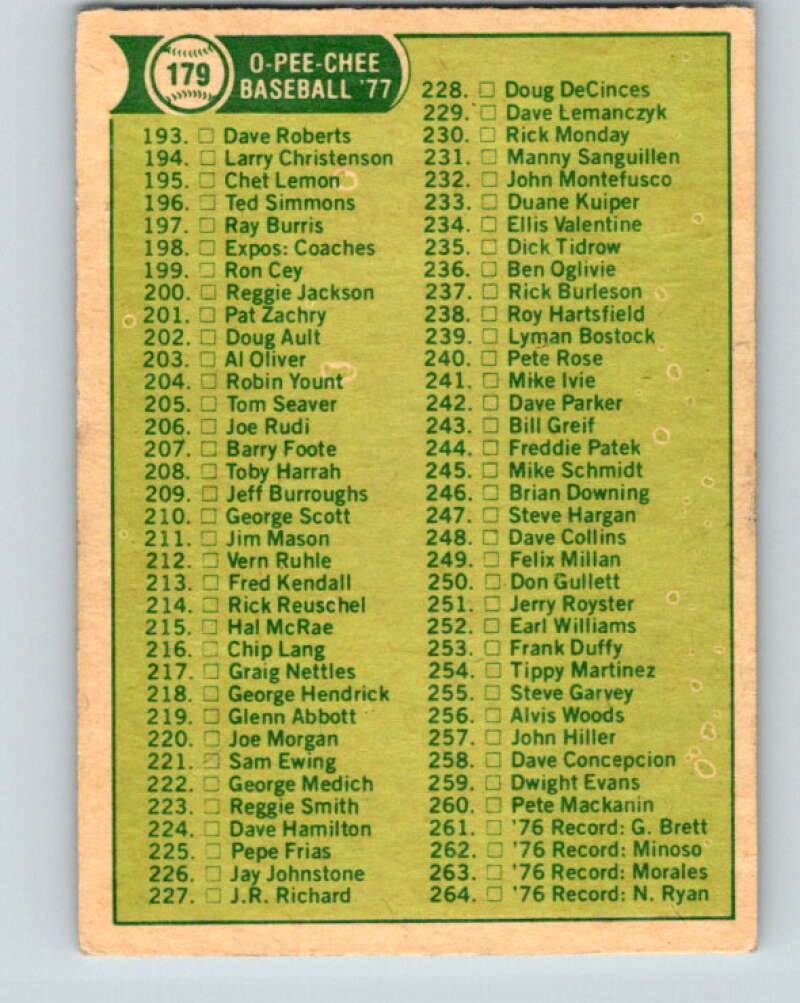 179
O-PEE-CHEE
BASEBALL '77
193. Dave Roberts
194. Larry Christenson
195. Chet Lemon
196. Ted Simmons
197. Ray Burris
198. Expos: Coaches
199. Ron Cey
200. Reggie Jackson
201. Pat Zachry
202. Doug Ault
203. Al Oliver
204. Robin Yount
205. Tom Seaver
206. Joe Rudi
207. Barry Foote
208. Toby Harrah
209. Jeff Burroughs
210. George Scott
211. Jim Mason
212. Vern Ruhle
213. Fred Kendall
214. Rick Reuschel
215. Hal McRae
216. Chip Lang
217. Graig Nettles
218. George Hendrick
219. Glenn Abbott
220. Joe Morgan
221. Sam Ewing
222. George Medich
223. Reggie Smith
224. Dave Hamilton
225. Pepe Frias
226. Jay Johnstone
227. J.R. Richard
228. Doug DeCinces
229. Dave Lemanczyk
230. Rick Monday
231. Manny Sanguillen
232. John Montefusco
233. Duane Kuiper
234. Ellis Valentine
235. Dick Tidrow
236. Ben Oglivie
237. Rick Burleson
238. Roy Hartsfield
239. Lyman Bostock
240. Pete Rose
241. Mike Ivie
242. Dave Parker
243. Bill Greif
244. Freddie Patek
245. Mike Schmidt
246. Brian Downing
247. Steve Hargan
248. Dave Collins
249. Felix Millan
250. Don Gullett
251. Jerry Royster
252. Earl Williams
253. Frank Duffy
254. Tippy Martinez
255. Steve Garvey
256. Alvis Woods
257. John Hiller
258. Dave Concepcion
259. Dwight Evans
260. Pete Mackanin
261. '76 Record: G. Brett
262. '76 Record: Minoso
263. '76 Record: Morales
264. '76 Record: N. Ryan